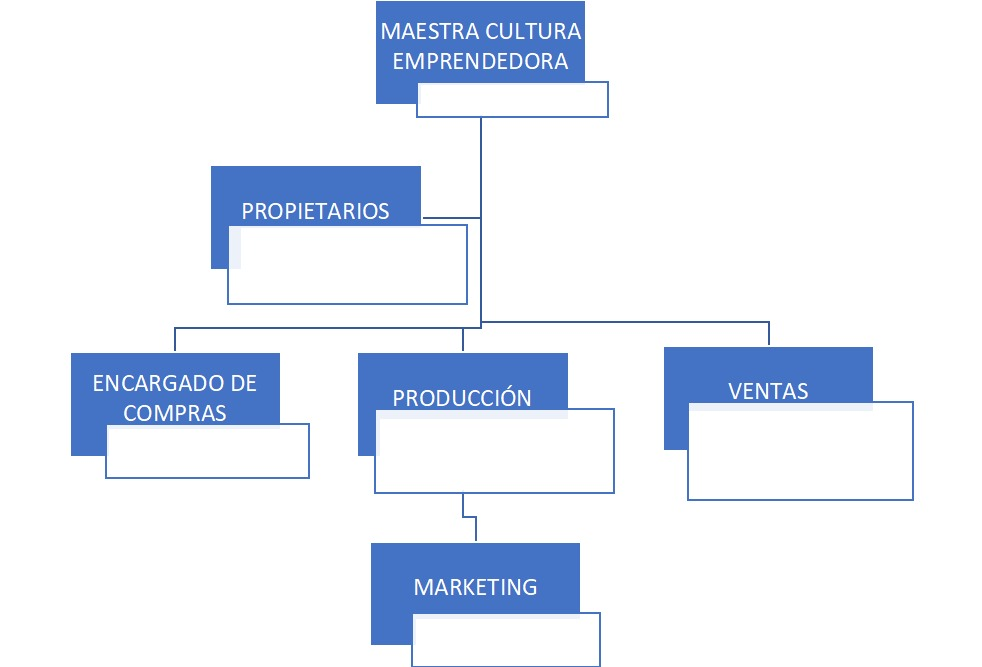 MAESTRA CULTURA
EMPRENDEDORA
PROPIETARIOS
ENCARGADO DE
COMPRAS
PRODUCCIÓN
VENTAS
MARKETING